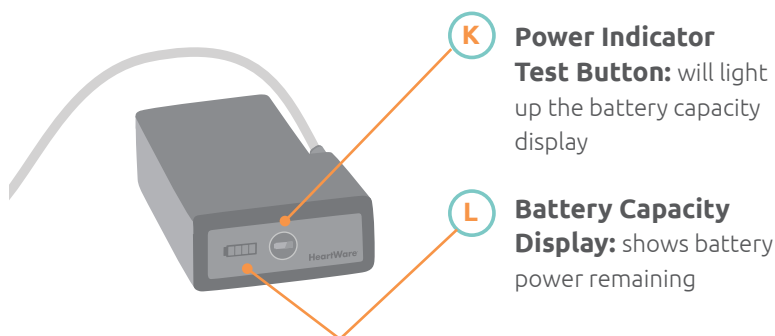 K
Power Indicator
Test Button: will light
up the battery capacity
display
L
Battery Capacity
Display: shows battery
power remaining
HeartWare